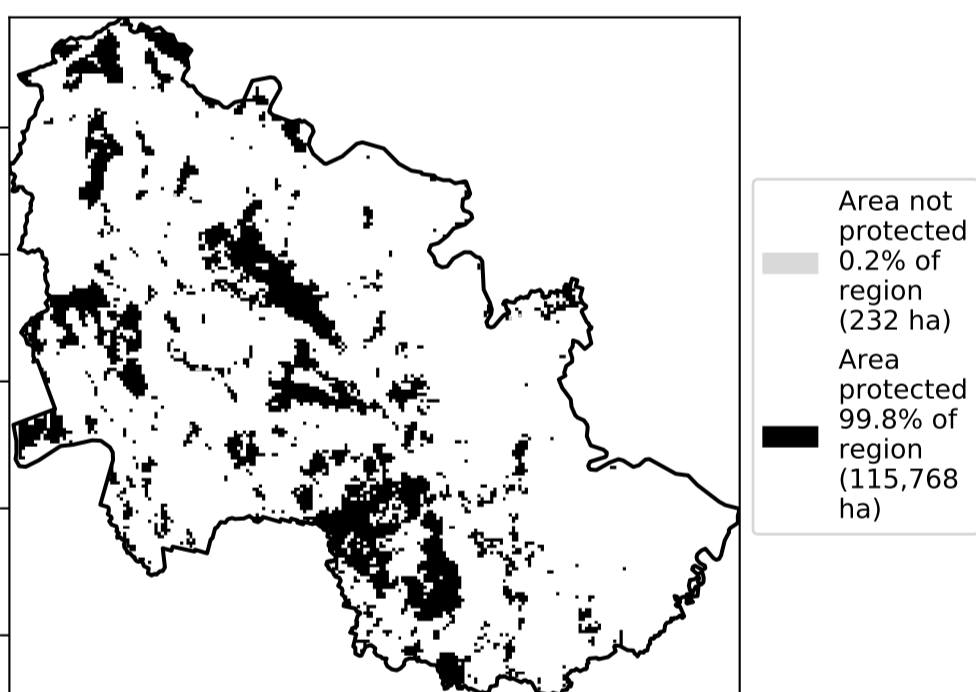 Area not
protected
0.2% of
region
(232 ha)
Area
protected
99.8% of
region
(115,768
ha)